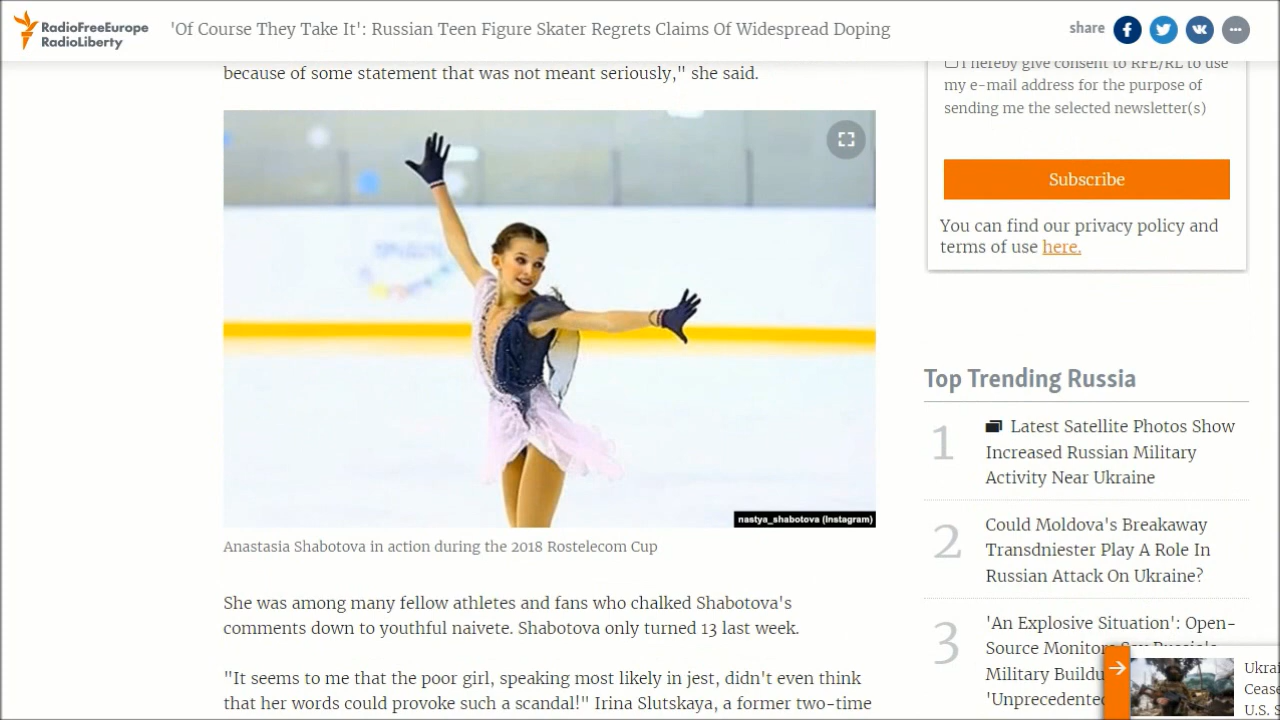 RadioFreeEurope
RadioLiberty
'Of Course They Take It': Russian Teen Figure Skater Regrets Claims Of Widespread Doping
share
because of some statement that was not meant seriously," she said.
nastya_shabotova (Instagram)
Anastasia Shabotova in action during the 2018 Rostelecom Cup
She was among many fellow athletes and fans who chalked Shabotova's
comments down to youthful naivete. Shabotova only turned 13 last week.
"It seems to me that the poor girl, speaking most likely in jest, didn't even think
that her words could provoke such a scandal!" Irina Slutskaya, a former two-time
I hereby give consent to RFE/RL to use
my e-mail address for the purpose of
sending me the selected newsletter(s)
Subscribe
You can find our privacy policy and
terms of use here.
Top Trending Russia
1
Latest Satellite Photos Show
Increased Russian Military
Activity Near Ukraine
2
Could Moldova's Breakaway
Transdniester Play A Role In
Russian Attack On Ukraine?
3
'An Explosive Situation': Open-
Source Monitors Say Russia's
Military Buildu
'Unprecedented
Ukrai
Cease
U.S. S